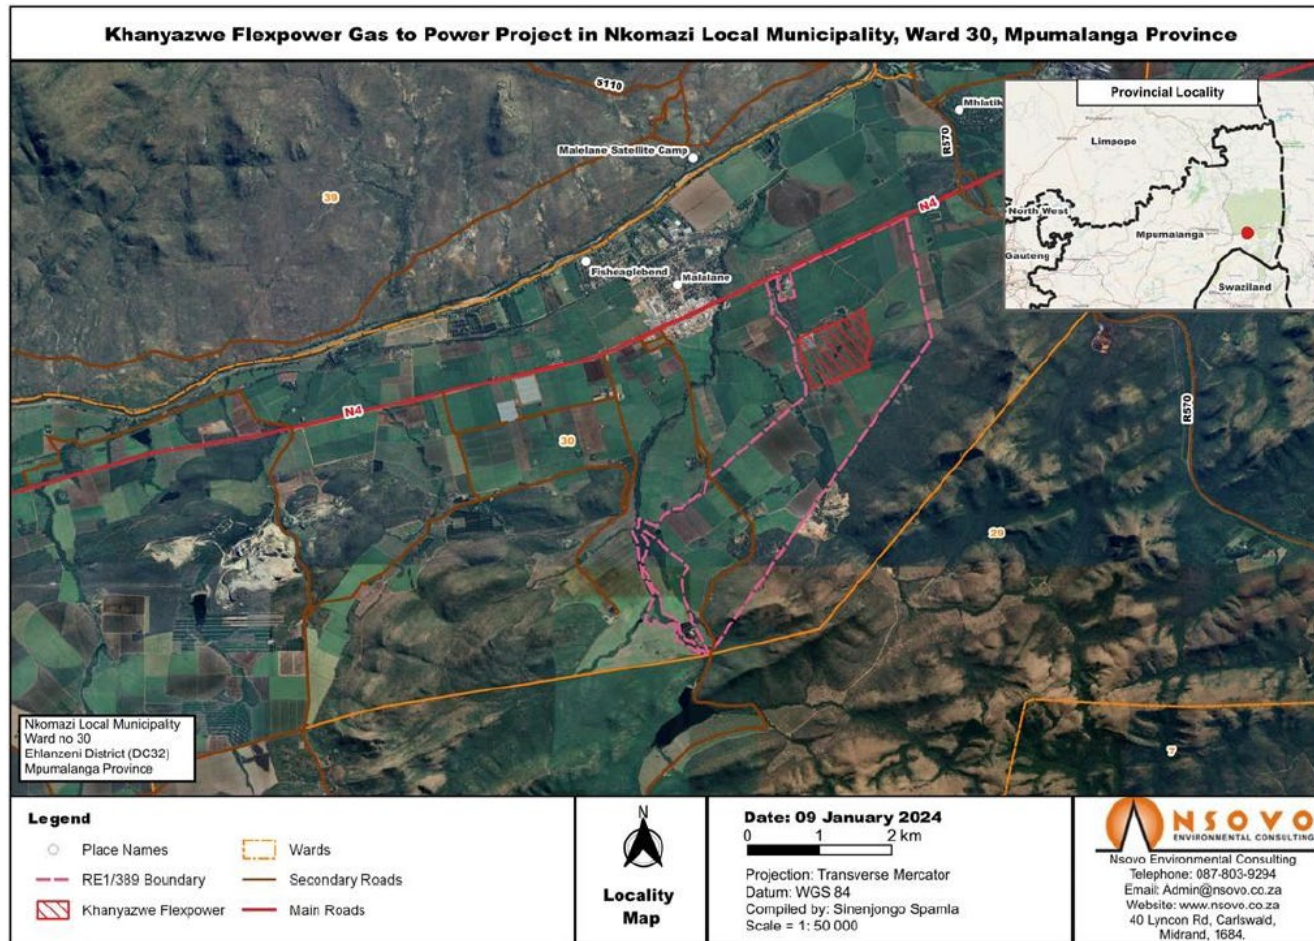 Khanyazwe Flexpower Gas to Power Project in Nkomazi Local Municipality, Ward 30, Mpumalanga Province
S110
Mhlatik
Malelane Satellite Camp
R570
39
N4
Fisheaglebend
Malalane
N4
30
R570
29
7
Provincial Locality
Limpopo
North West
Mpumalanga
Gauteng
Swaziland
Nkomazi Local Municipality
Ward no 30
Ehlanzeni District (DC32)
Mpumalanga Province
Legend
Place Names
RE1/389 Boundary
Khanyazwe Flexpower
Wards
Secondary Roads
Main Roads
N
Locality
Map
Date: 09 January 2024
0 1 2 km
Projection: Transverse Mercator
Datum: WGS 84
Compiled by: Sinenjongo Spamla
Scale = 1: 50 000
NSOVO
ENVIRONMENTAL CONSULTING
Nsovo Environmental Consulting
Telephone: 087-803-9294
Email: Admin@nsovo.co.za
Website: www.nsovo.co.za
40 Lyncon Rd, Carlswald,
Midrand, 1684.